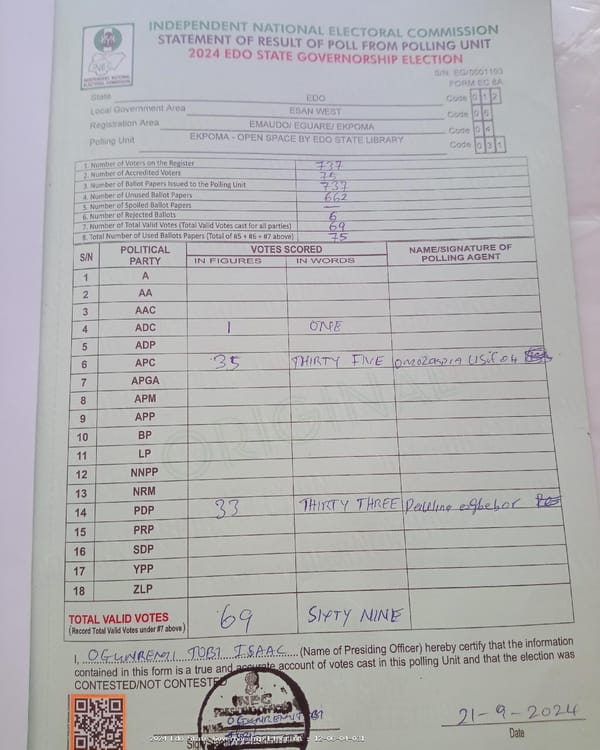 INDEPENDENT NATIONAL ELECTORAL COMMISSION
STATEMENT OF RESULT OF POLL FROM POLLING UNIT
2024 EDO STATE GOVERNORSHIP ELECTION
INDEPENDENT NATIONAL ELECTORAL COMMISSION
S/N: EG/0001193
FORM EC 8A
State EDO Code 0 1 2
Local Government Area ESAN WEST Code 0 6
Registration Area EMAUDO/ EGUARE/ EKPOMA Code 0 4
Polling Unit EKPOMA - OPEN SPACE BY EDO STATE LIBRARY Code 0 3 1
1. Number of Voters on the Register 737
2. Number of Accredited Voters 75
3. Number of Ballot Papers Issued to the Polling Unit 737
4. Number of Unused Ballot Papers 662
5. Number of Spoiled Ballot Papers —
6. Number of Rejected Ballots 6
7. Number of Total Valid Votes (Total Valid Votes cast for all parties) 69
8. Total Number of Used Ballots Papers (Total of #5 + #6 + #7 above) 75
S/N POLITICAL PARTY VOTES SCORED NAME/SIGNATURE OF POLLING AGENT
IN FIGURES IN WORDS
1 A
2 AA
3 AAC
4 ADC 1 ONE
5 ADP
6 APC 35 THIRTY FIVE
7 APGA
8 APM
9 APP
10 BP
11 LP
12 NNPP
13 NRM
14 PDP 33 THIRTY THREE
15 PRP
16 SDP
17 YPP
18 ZLP
ORIGINAL
TOTAL VALID VOTES 69 SIXTY NINE
(Record Total Valid Votes under #7 above)
I, OGUNREMI TOBI ISAAC (Name of Presiding Officer) hereby certify that the information
contained in this form is a true and accurate account of votes cast in this polling Unit and that the election was
CONTESTED/NOT CONTESTED
INEC
21-9-2024
Date